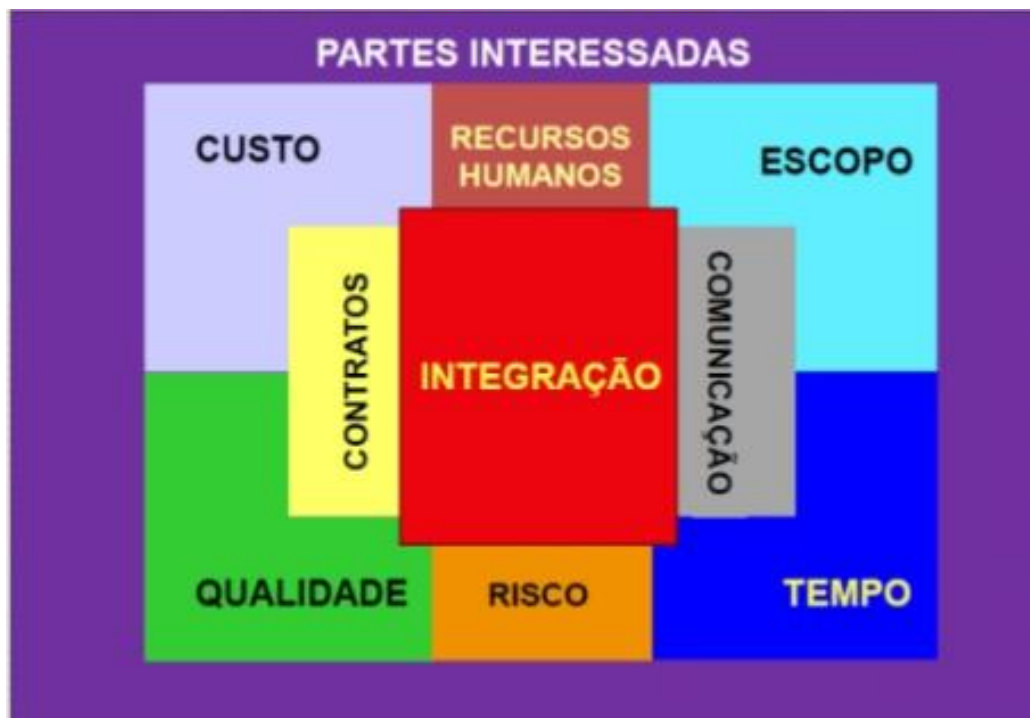 PARTES INTERESSADAS
CUSTO
RECURSOS
HUMANOS
ESCOPO
CONTRATOS
INTEGRAÇÃO
COMUNICAÇÃO
QUALIDADE
RISCO
TEMPO